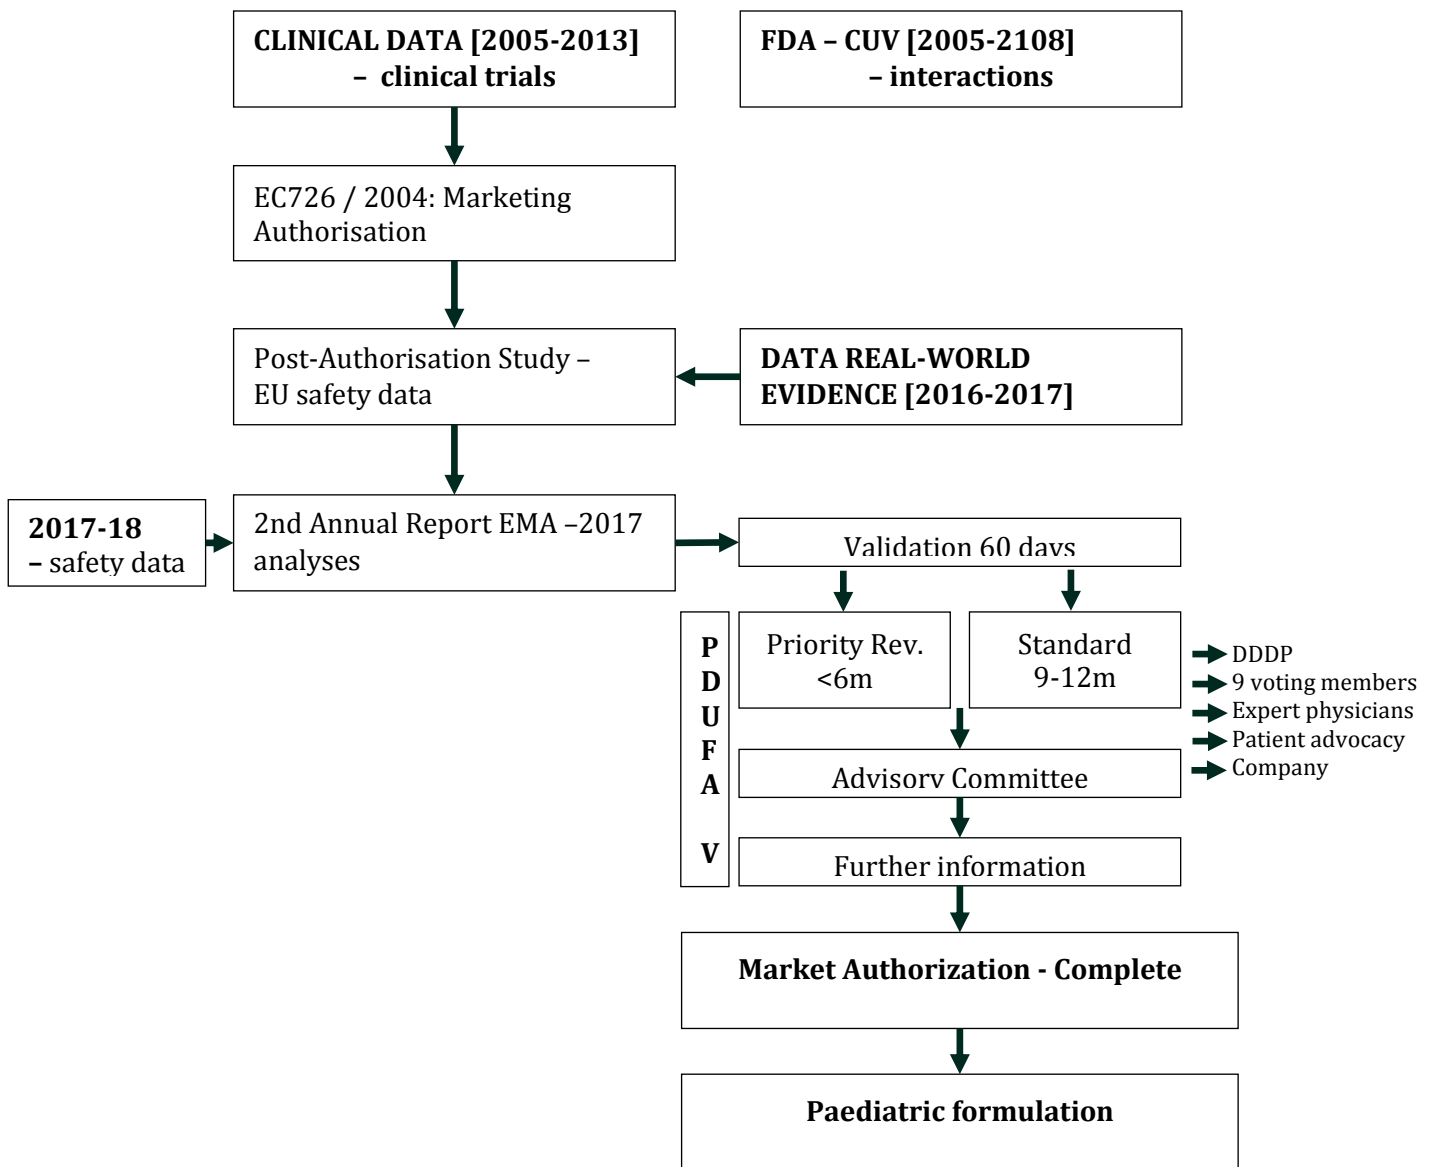 CLINICAL DATA [2005-2013]
– clinical trials
FDA – CUV [2005-2108]
– interactions
EC726 / 2004: Marketing
Authorisation
Post-Authorisation Study –
EU safety data
DATA REAL-WORLD
EVIDENCE [2016-2017]
2017-18
– safety data
2nd Annual Report EMA –2017
analyses
Validation 60 days
P
D
U
F
A
V
Priority Rev.
<6m
Standard
9-12m
DDDP
9 voting members
Expert physicians
Patient advocacy
Company
Advisory Committee
Further information
Market Authorization - Complete
Paediatric formulation